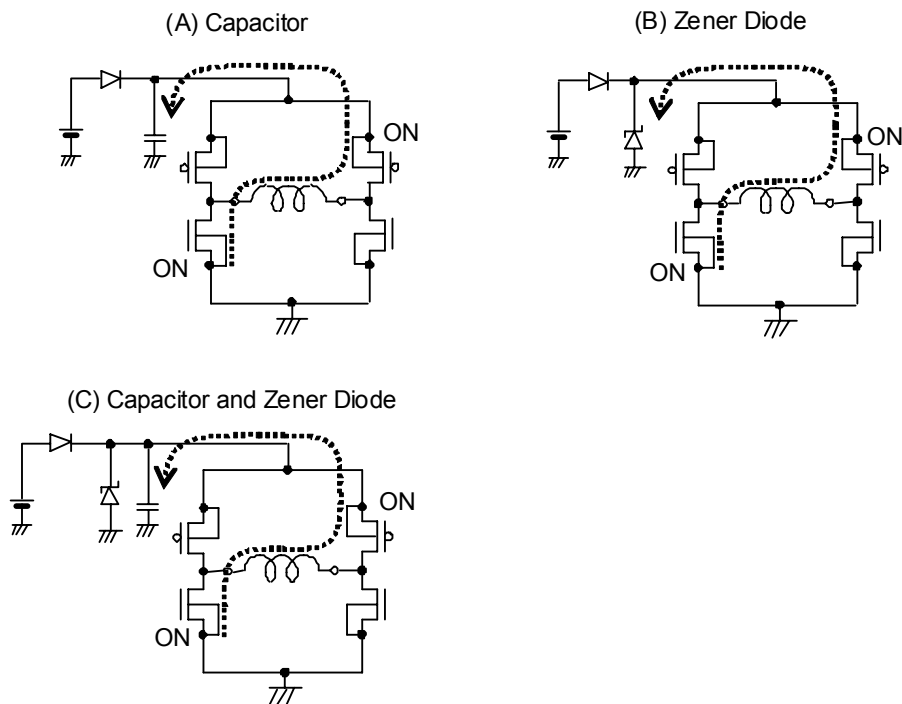 (A) Capacitor
ON
ON
(B) Zener Diode
ON
ON
(C) Capacitor and Zener Diode
ON
ON